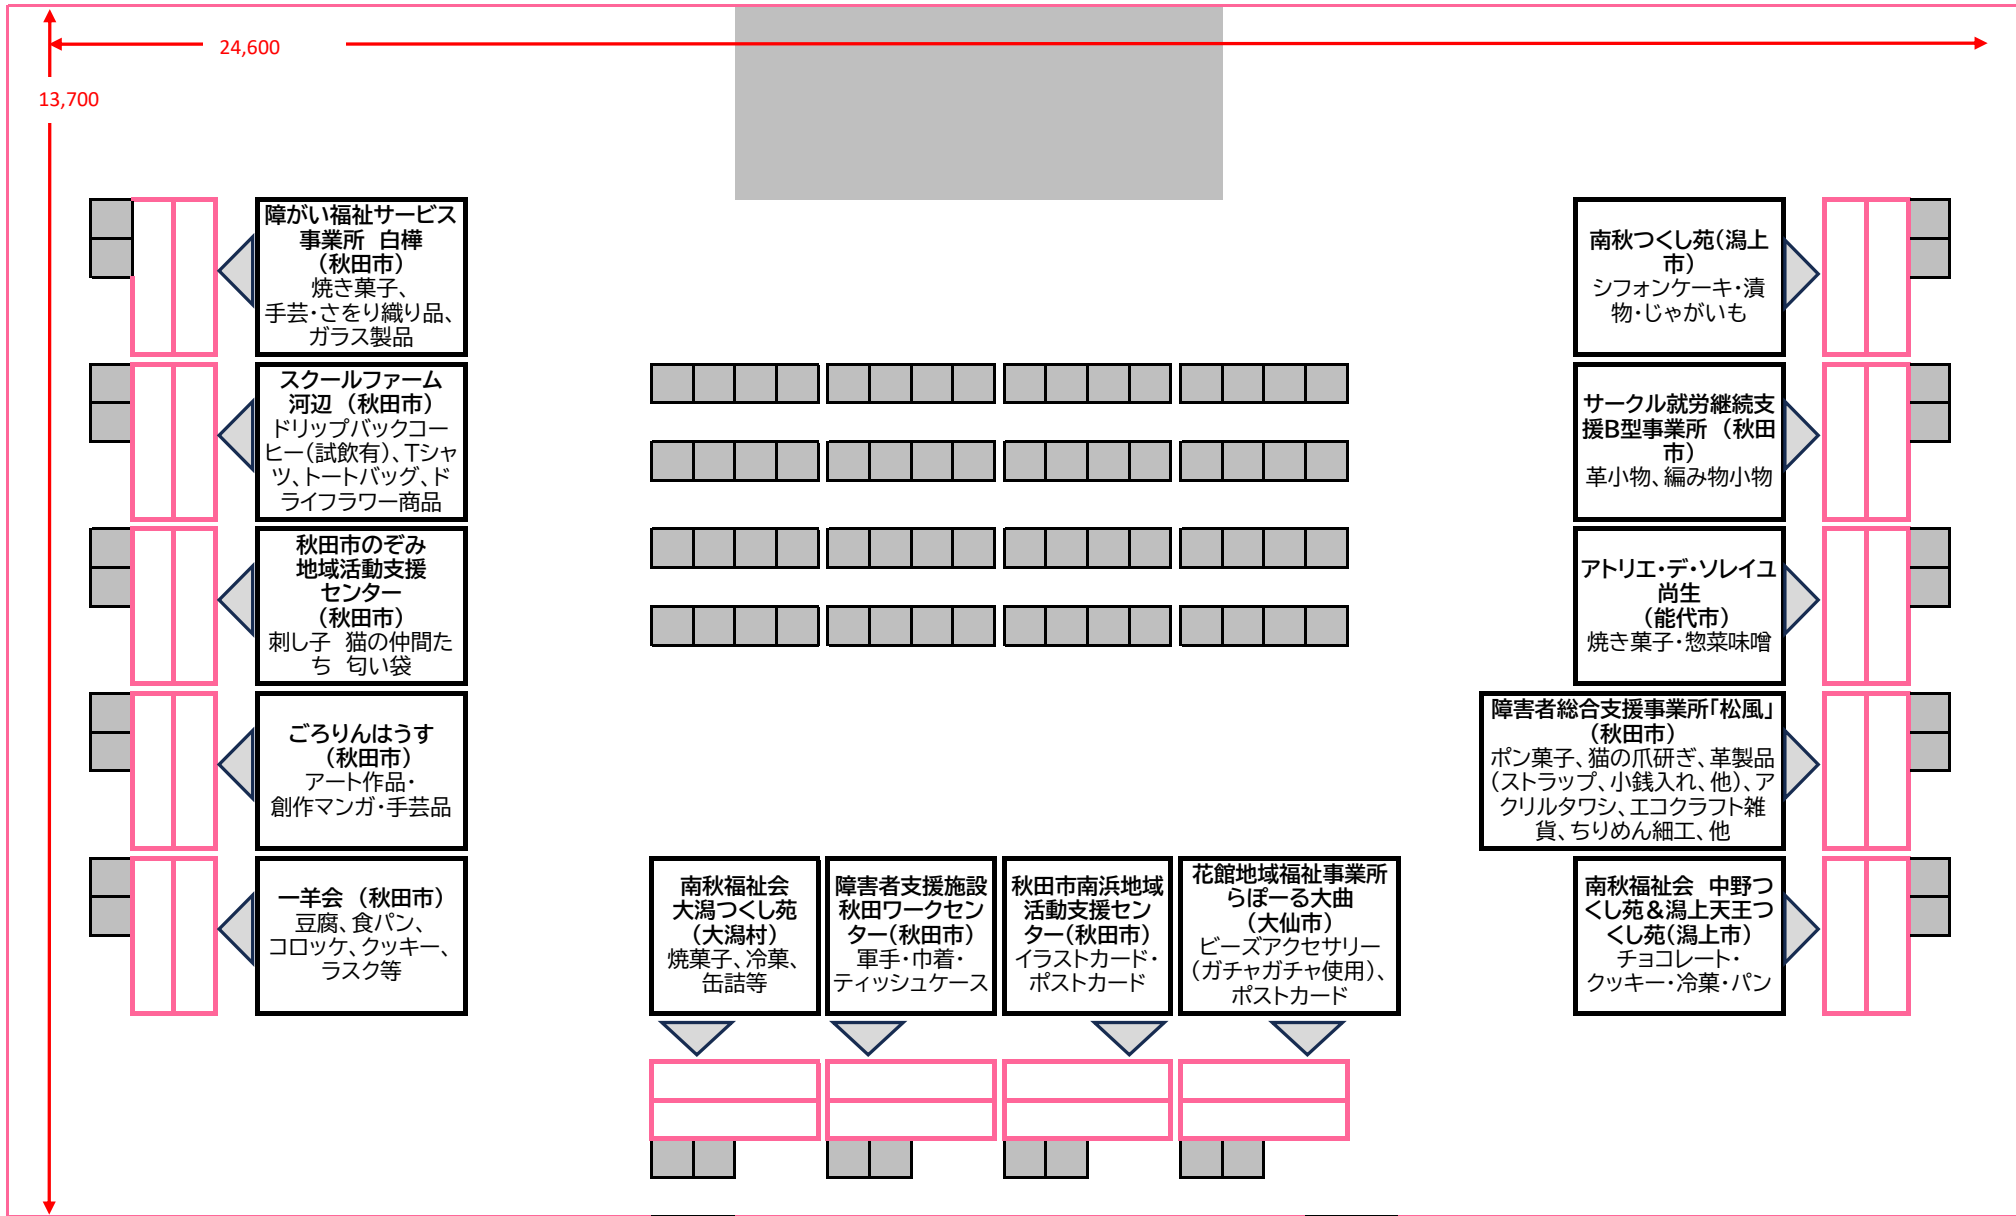 24,600
13,700
障がい福祉サービス
事業所　白樺
（秋田市）
焼き菓子、
手芸・さをり織り品、
ガラス製品
スクールファーム
河辺　（秋田市）
ドリップバックコー
ヒー（試飲有）、Tシャ
ツ、トートバッグ、ド
ライフラワー商品
秋田市のぞみ
地域活動支援
センター
（秋田市）
刺し子　猫の仲間た
ち　匂い袋
ごろりんはうす
（秋田市）
アート作品・
創作マンガ・手芸品
一羊会　（秋田市）
豆腐、食パン、
コロッケ、クッキー、
ラスク等
南秋福祉会
大潟つくし苑
（大潟村）
焼菓子、冷菓、
缶詰等
障害者支援施設
秋田ワークセン
ター（秋田市）
軍手・巾着・
ティッシュケース
秋田市南浜地域
活動支援セン
ター（秋田市）
イラストカード・
ポストカード
花館地域福祉事業所
らぽーる大曲
（大仙市）
ビーズアクセサリー
（ガチャガチャ使用）、
ポストカード
南秋つくし苑（潟上
市）
シフォンケーキ・漬
物・じゃがいも
サークル就労継続支
援B型事業所　（秋田
市）
革小物、編み物小物
アトリエ・デ・ソレイユ
尚生
（能代市）
焼き菓子・惣菜味噌
障害者総合支援事業所「松風」
（秋田市）
ポン菓子、猫の爪研ぎ、革製品
（ストラップ、小銭入れ、他）、ア
クリルタワシ、エコクラフト雑
貨、ちりめん細工、他
南秋福祉会　中野つ
くし苑＆潟上天王つ
くし苑（潟上市）
チョコレート・
クッキー・冷菓・パン